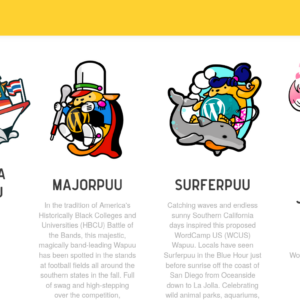 A
U
MAJORPUU
In the tradition of America's
Historically Black Colleges and
Universities (HBCU) Battle of
the Bands, this majestic,
magically band-leading Wapuu
has been spotted in the stands
at football fields all around the
southern states in the fall. Full
of swag and high-stepping
over the competition,
SURFERPUU
Catching waves and endless
sunny Southern California
days inspired this proposed
WordCamp US (WCUS)
Wapuu. Locals have seen
Surferpuu in the Blue Hour just
before sunrise off the coast of
San Diego from Oceanside
down to La Jolla. Celebrating
wild animal parks, aquariums,
J
Wo